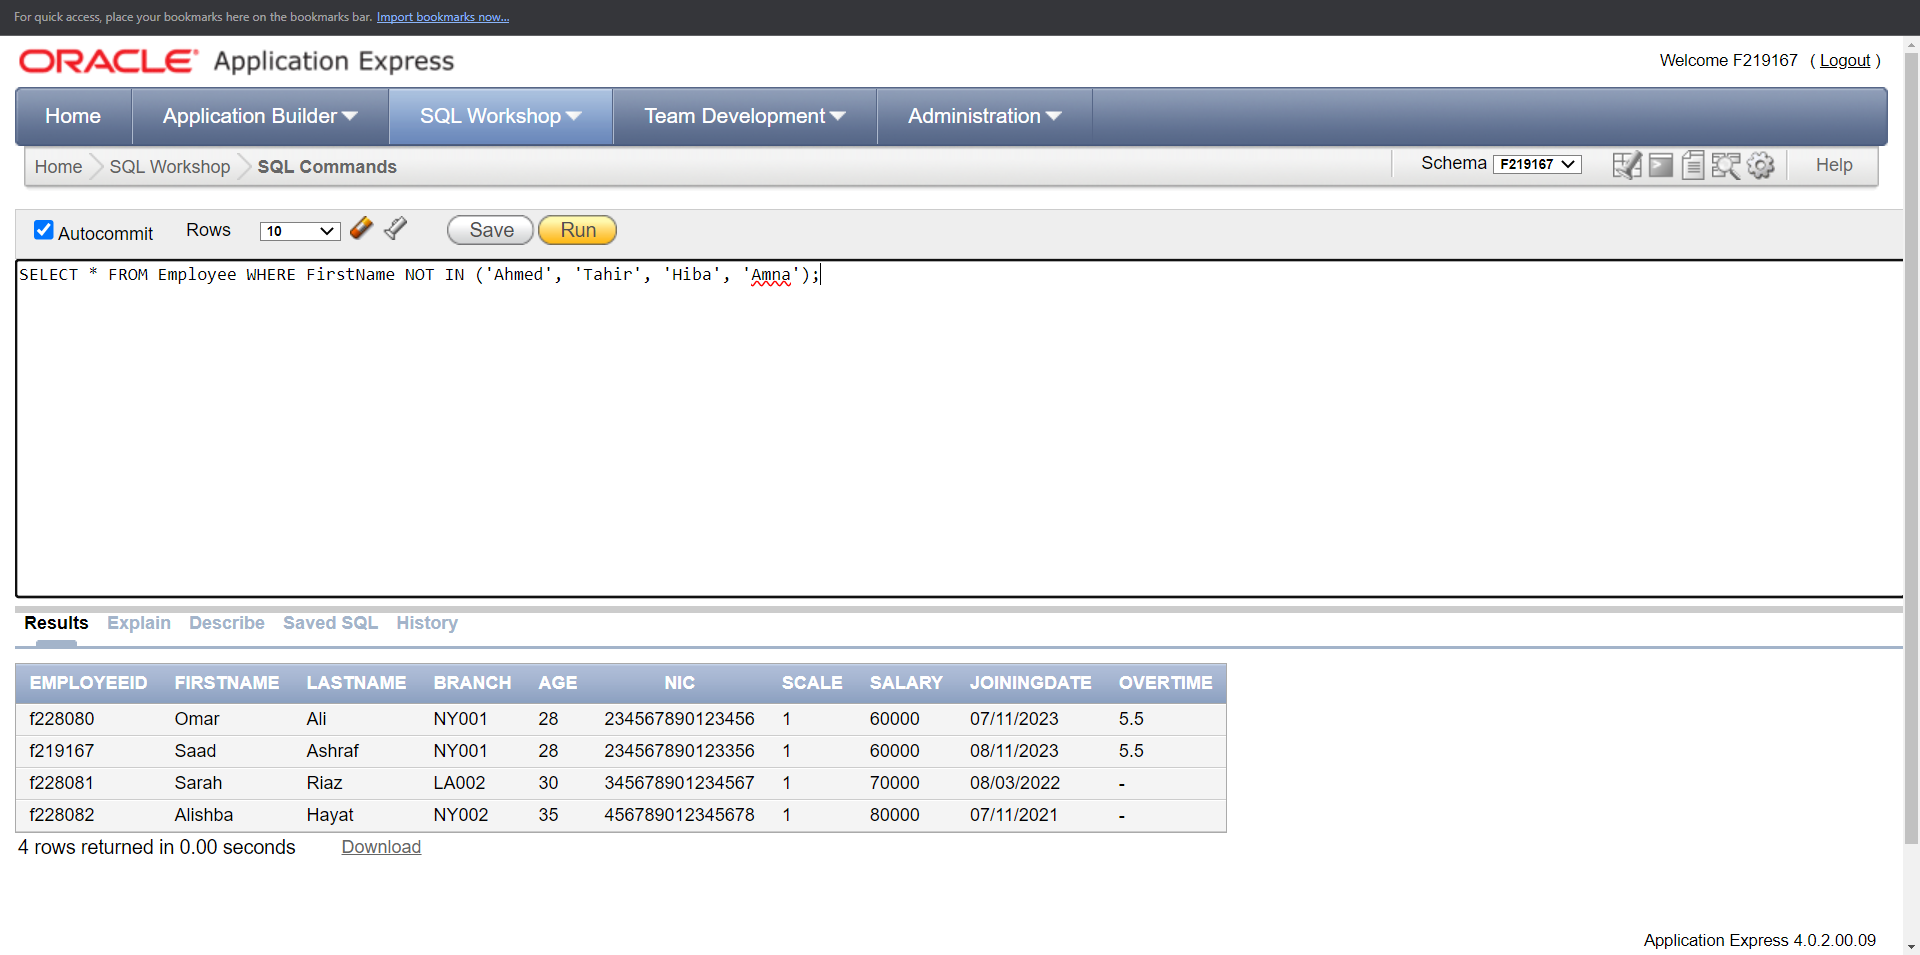 For quick access, place your bookmarks here on the bookmarks bar. Import bookmarks now...
ORACLE Application Express
Welcome F219167 ( Logout )
Home Application Builder SQL Workshop Team Development Administration
Home SQL Workshop SQL Commands Schema F219167 Help
Autocommit Rows 10 Save Run
SELECT * FROM Employee WHERE FirstName NOT IN ('Ahmed', 'Tahir', 'Hiba', 'Amna');
Results Explain Describe Saved SQL History
EMPLOYEEID FIRSTNAME LASTNAME BRANCH AGE NIC SCALE SALARY JOININGDATE OVERTIME
f228080 Omar Ali NY001 28 234567890123456 1 60000 07/11/2023 5.5
f219167 Saad Ashraf NY001 28 234567890123356 1 60000 08/11/2023 5.5
f228081 Sarah Riaz LA002 30 345678901234567 1 70000 08/03/2022 -
f228082 Alishba Hayat NY002 35 456789012345678 1 80000 07/11/2021 -
4 rows returned in 0.00 seconds Download
Application Express 4.0.2.00.09